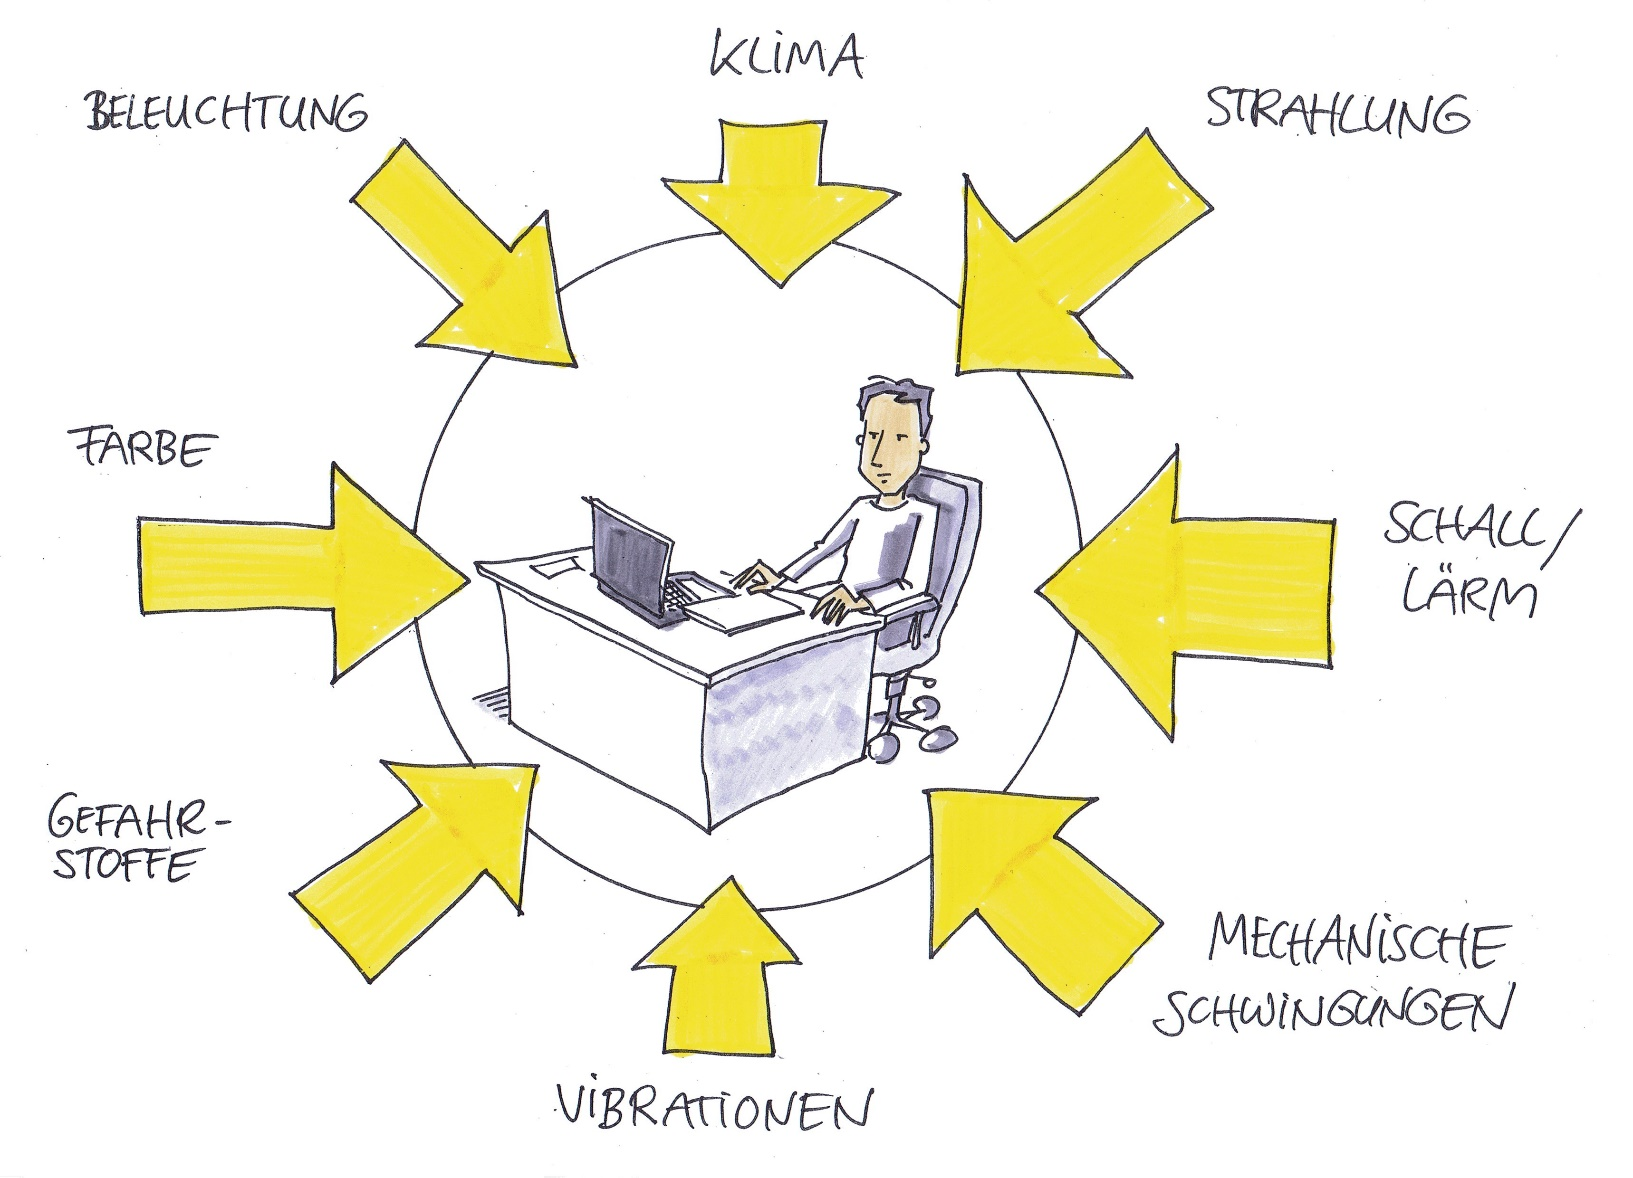 KLIMA
BELEUCHTUNG
STRAHLUNG
FARBE
SCHALL/
LÄRM
GEFAHR-
STOFFE
MECHANISCHE
SCHWINGUNGEN
VIBRATIONEN